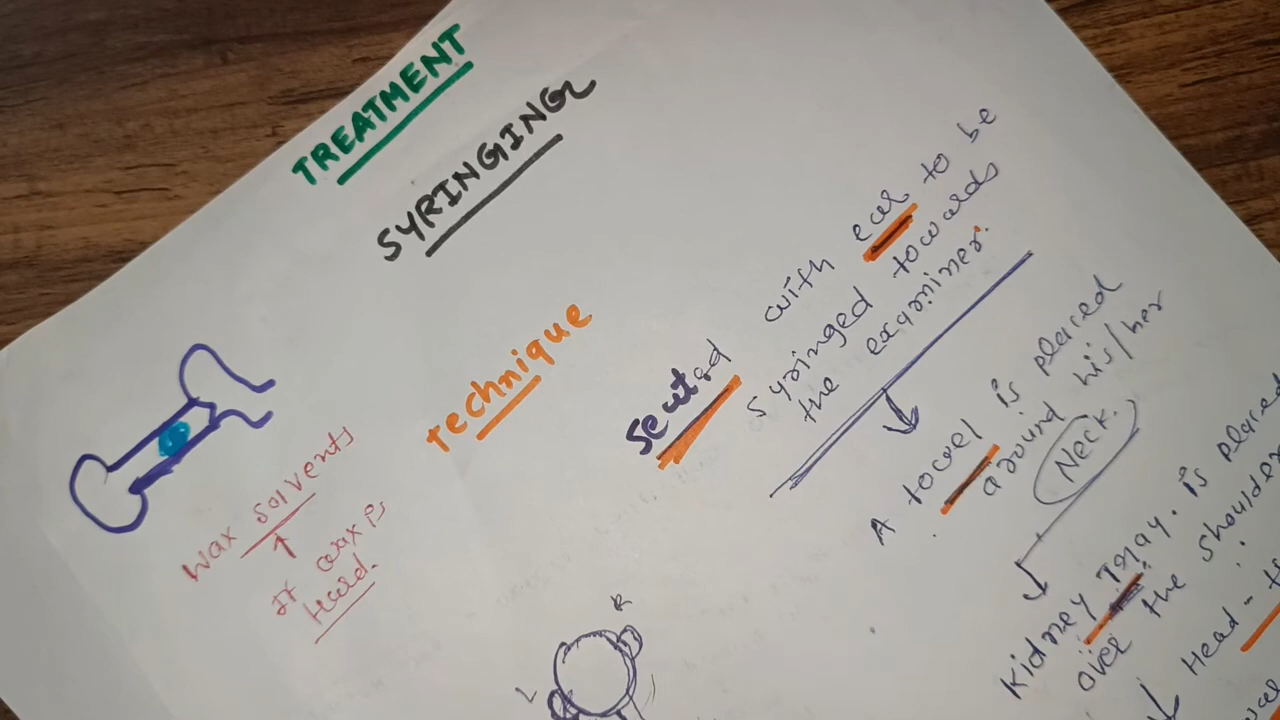 TREATMENT
SYRINGING
Technique
Wax solvents
↑
If wax is
Hard.
Seated with ear to be
syringed towards
the examiner.
↓
A towel is placed
around his/her
Neck.
↓
Kidney Tray. is placed
over the shoulder
↓ Head-
R
L